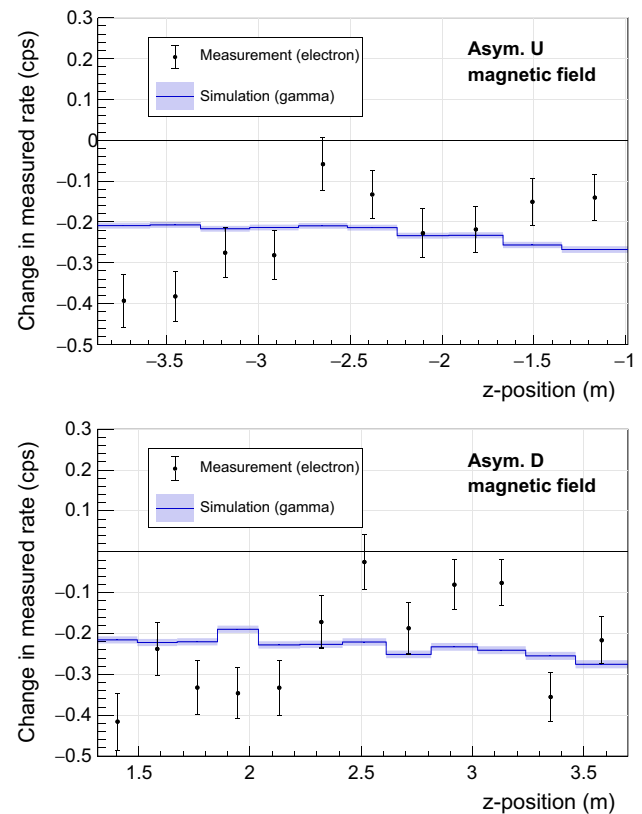 0.3
0.2
0.1
0
−0.1
−0.2
−0.3
−0.4
−0.5
Change in measured rate (cps)
Measurement (electron)
Simulation (gamma)
Asym. U
magnetic field
−3.5 −3 −2.5 −2 −1.5 −1
z-position (m)
0.3
0.2
0.1
−0.1
−0.2
−0.3
−0.4
−0.5
Change in measured rate (cps)
Measurement (electron)
Simulation (gamma)
Asym. D
magnetic field
1.5 2 2.5 3 3.5
z-position (m)